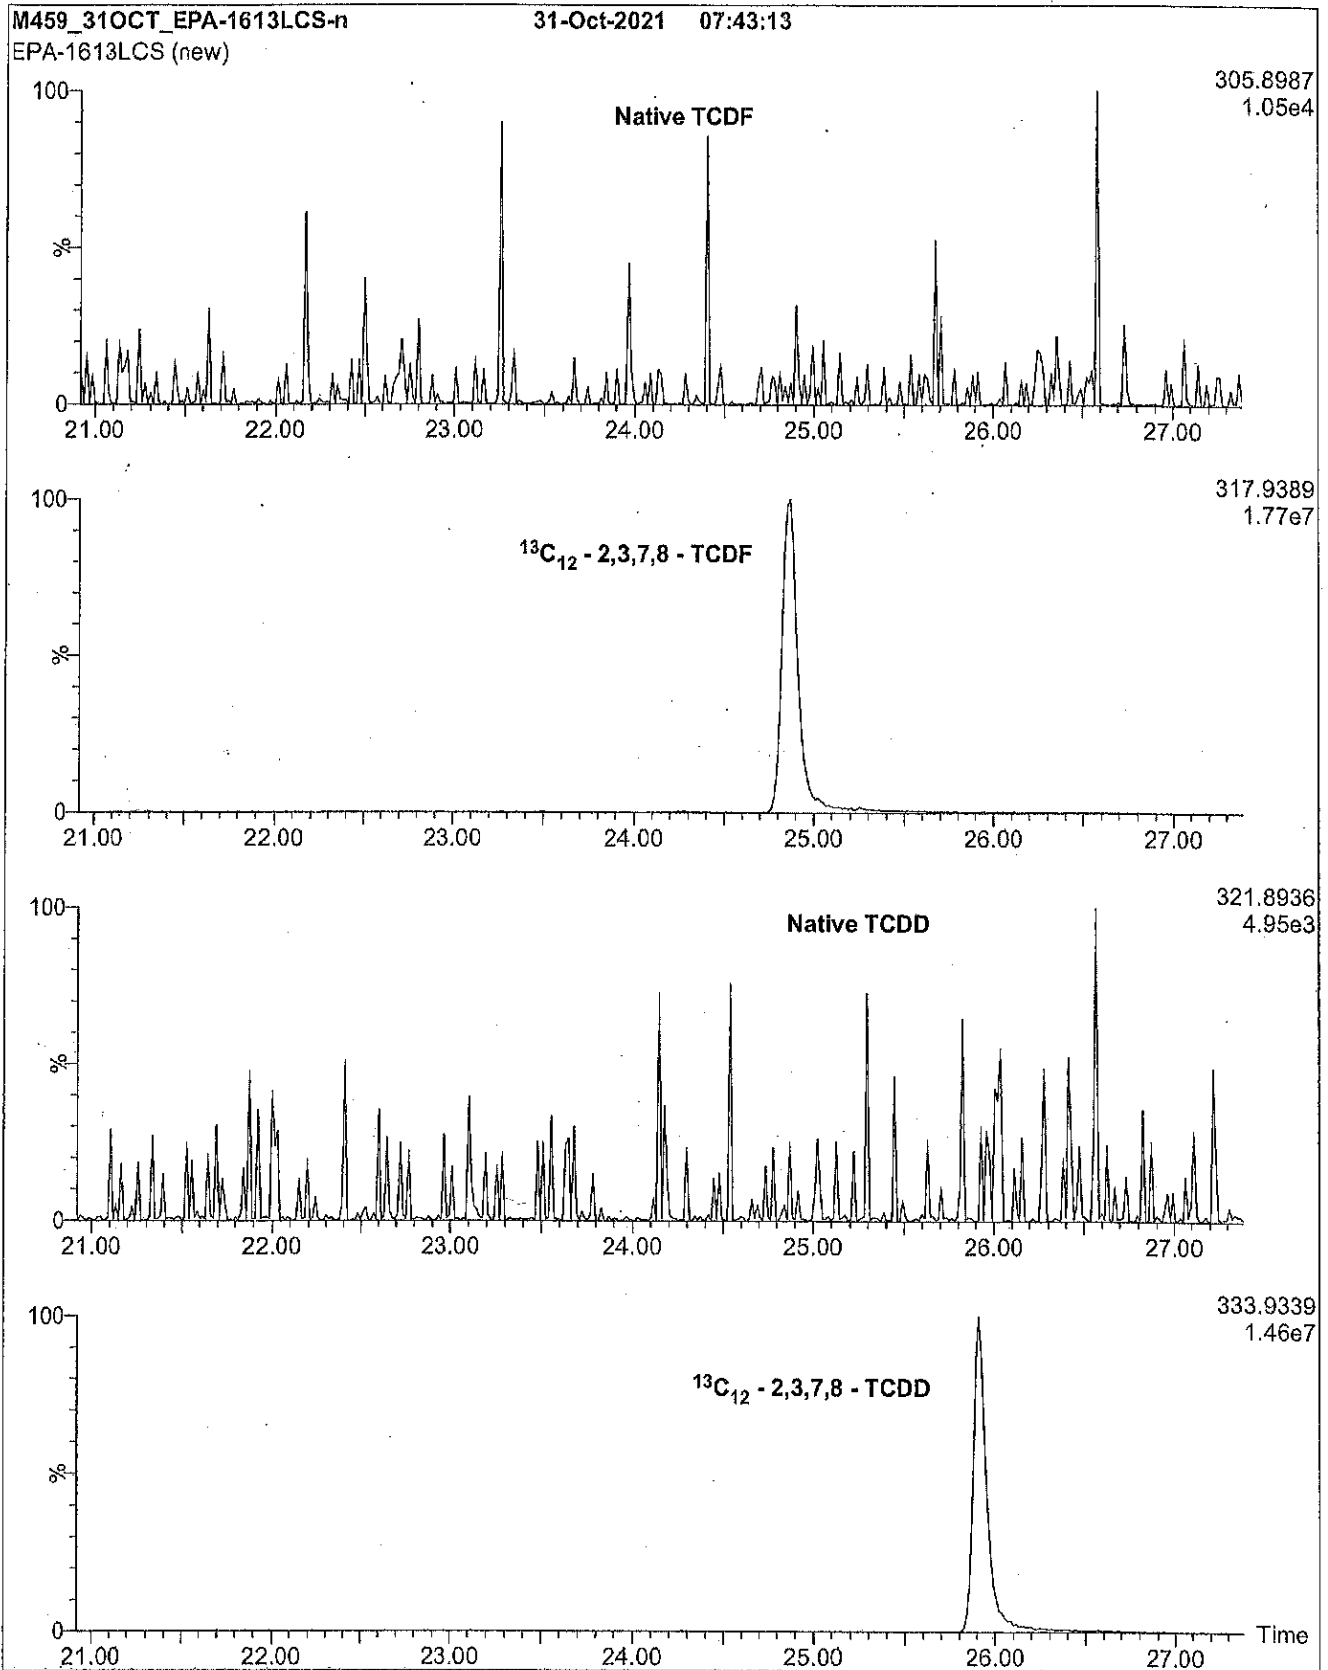 M459_31OCT_EPA-1613LCS-n 31-Oct-2021 07:43:13
EPA-1613LCS (new)
305.8987
1.05e4
100
Native TCDF
%
0
21.00 22.00 23.00 24.00 25.00 26.00 27.00
317.9389
1.77e7
100
¹³C₁₂ - 2,3,7,8 - TCDF
%
0
21.00 22.00 23.00 24.00 25.00 26.00 27.00
321.8936
4.95e3
100
Native TCDD
%
0
21.00 22.00 23.00 24.00 25.00 26.00 27.00
333.9339
1.46e7
100
¹³C₁₂ - 2,3,7,8 - TCDD
%
0
21.00 22.00 23.00 24.00 25.00 26.00 27.00 Time